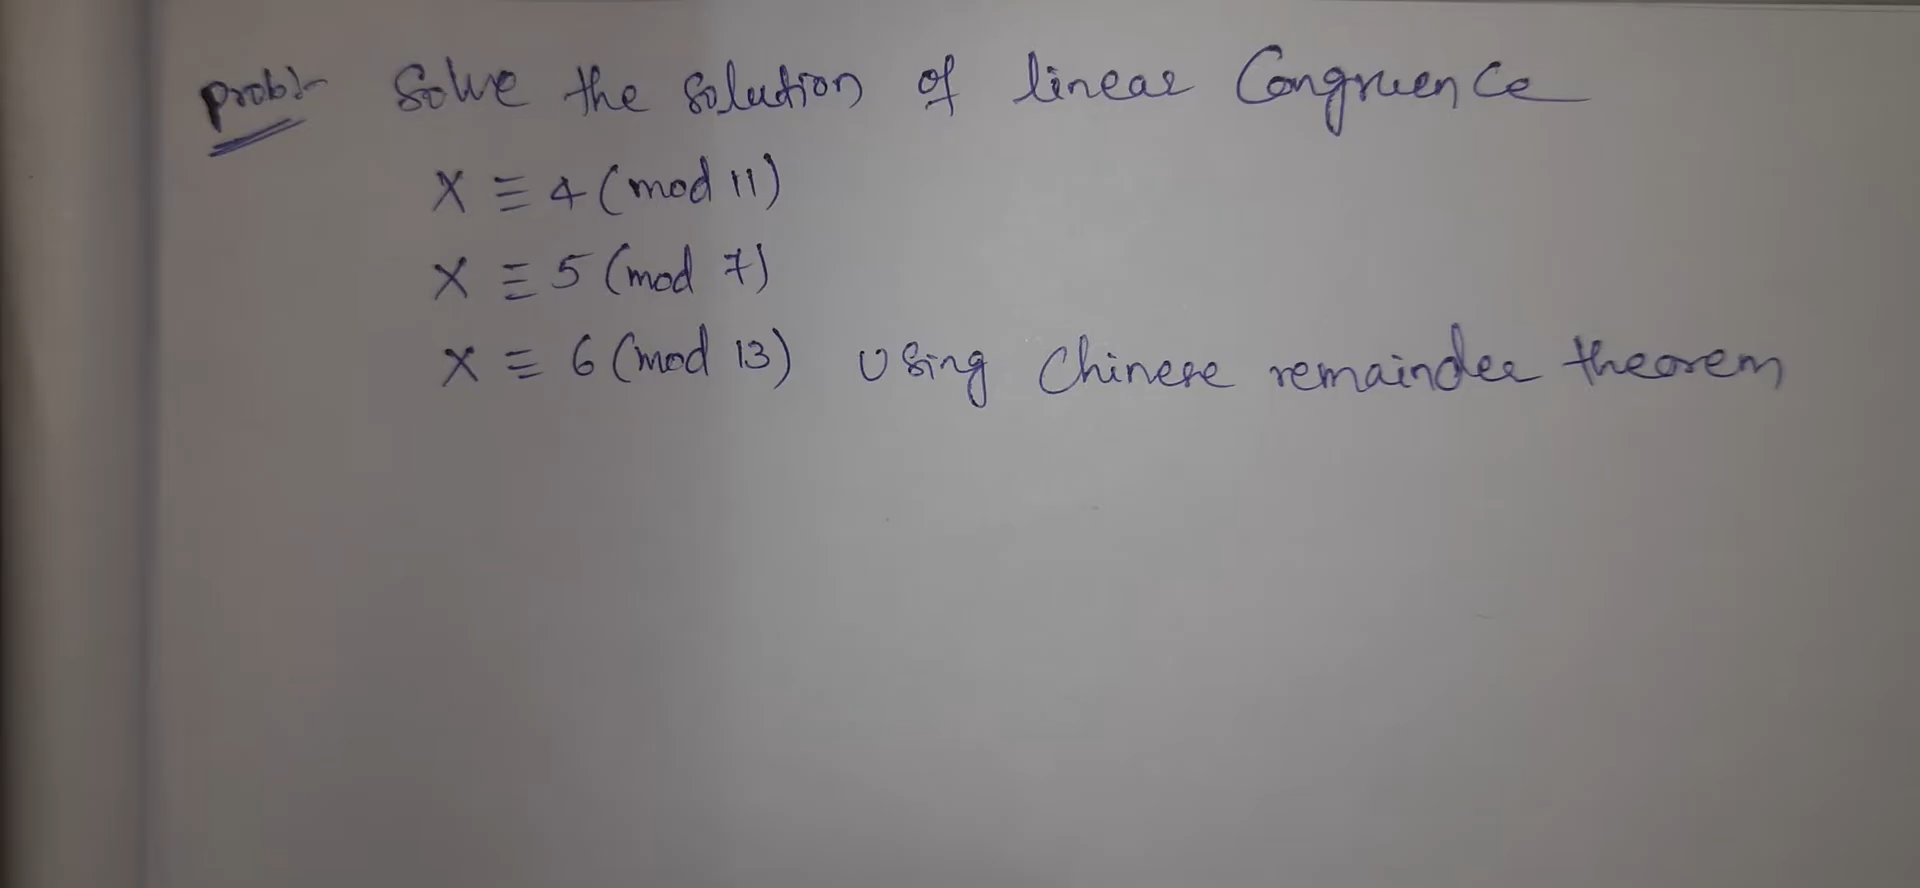 Prob:- Solve the solution of linear Congruence
X ≡ 4 (mod 11)
X ≡ 5 (mod 7)
X ≡ 6 (mod 13) Using Chinese remainder theorem